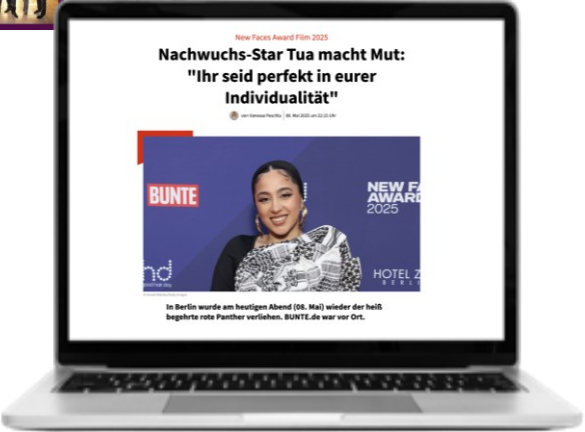 New Faces Award Film 2025
Nachwuchs-Star Tua macht Mut:
"Ihr seid perfekt in eurer
Individualität"
BUNTE
NEW FA
AWARD
2025
nd
HOTEL Z
BERLI
In Berlin wurde am heutigen Abend (08. Mai) wieder der heiß
begehrte rote Panther verliehen. BUNTE.de war vor Ort.